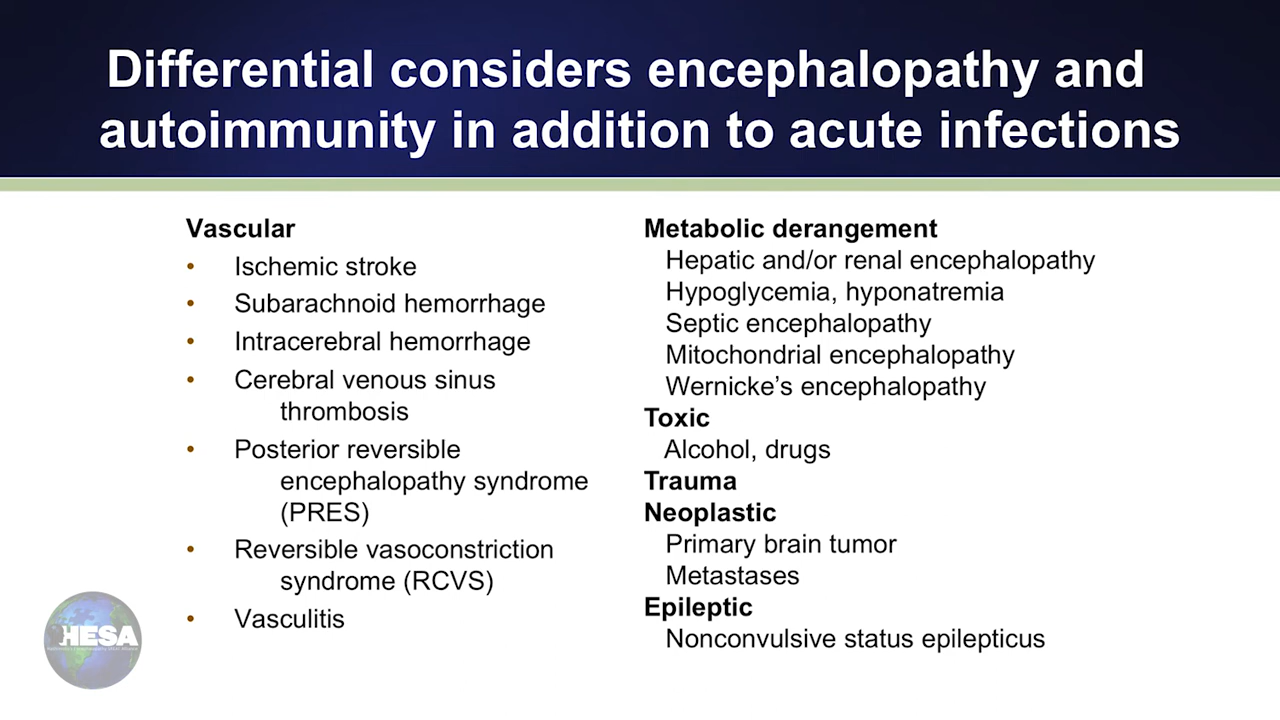 Differential considers encephalopathy and
autoimmunity in addition to acute infections
Vascular
• Ischemic stroke
• Subarachnoid hemorrhage
• Intracerebral hemorrhage
• Cerebral venous sinus
thrombosis
• Posterior reversible
encephalopathy syndrome
(PRES)
• Reversible vasoconstriction
syndrome (RCVS)
• Vasculitis
Metabolic derangement
Hepatic and/or renal encephalopathy
Hypoglycemia, hyponatremia
Septic encephalopathy
Mitochondrial encephalopathy
Wernicke’s encephalopathy
Toxic
Alcohol, drugs
Trauma
Neoplastic
Primary brain tumor
Metastases
Epileptic
Nonconvulsive status epilepticus
HESA